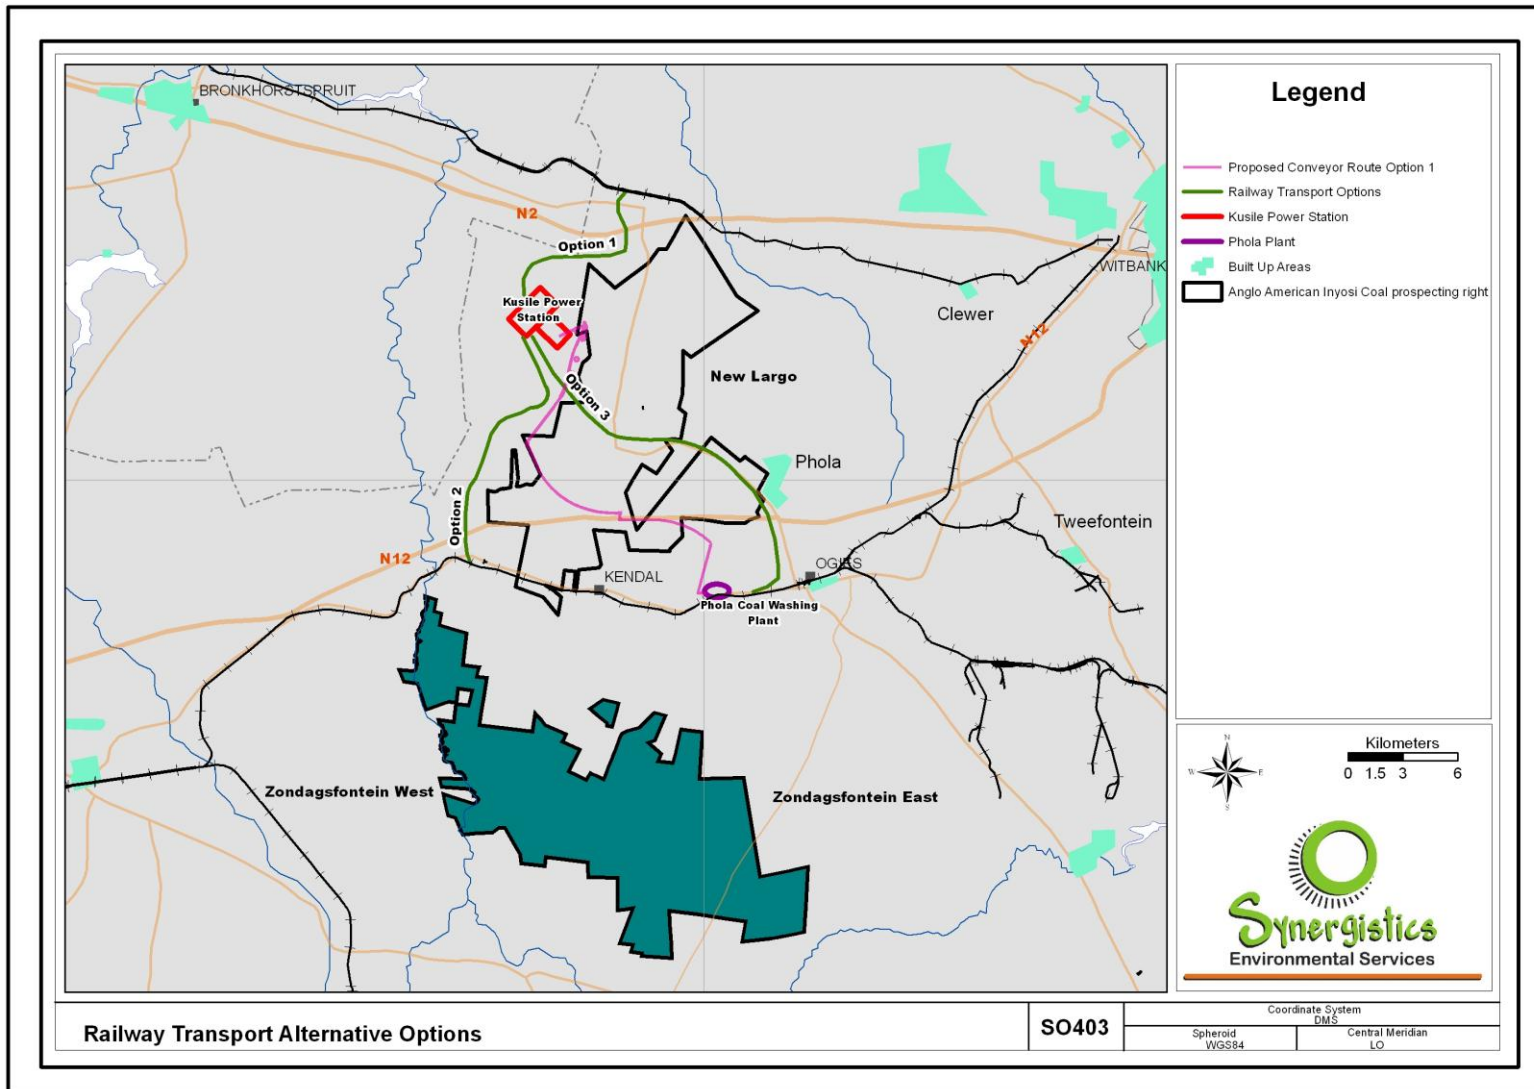 BRONKHORSTSPRUIT
N2
Option 1
WITBANK
Kusile Power
Station
Clewer
N12
New Largo
Option 3
Phola
Option 2
Tweefontein
N12
OGIES
KENDAL
Phola Coal Washing
Plant
Zondagsfontein West
Zondagsfontein East
Legend
Proposed Conveyor Route Option 1
Railway Transport Options
Kusile Power Station
Phola Plant
Built Up Areas
Anglo American Inyosi Coal prospecting right
N
W E
S
Kilometers
0 1.5 3 6
Synergistics
Environmental Services
Railway Transport Alternative Options
SO403
Coordinate System
DMS
Spheroid
WGS84
Central Meridian
LO